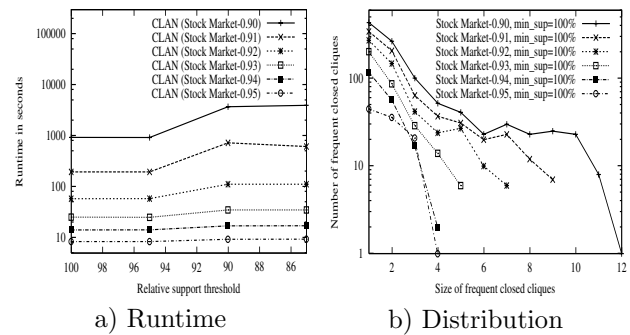 CLAN (Stock Market-0.90)
CLAN (Stock Market-0.91)
CLAN (Stock Market-0.92)
CLAN (Stock Market-0.93)
CLAN (Stock Market-0.94)
CLAN (Stock Market-0.95)
Runtime in seconds
100000
10000
1000
100
10
100
98
96
94
92
90
88
86
Relative support threshold
a) Runtime
Stock Market-0.90, min_sup=100%
Stock Market-0.91, min_sup=100%
Stock Market-0.92, min_sup=100%
Stock Market-0.93, min_sup=100%
Stock Market-0.94, min_sup=100%
Stock Market-0.95, min_sup=100%
Number of frequent closed cliques
100
10
1
2
4
6
8
10
12
Size of frequent closed cliques
b) Distribution